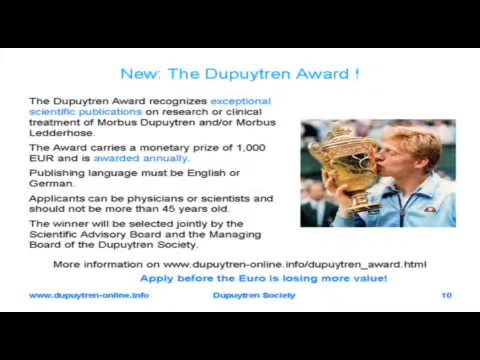 New: The Dupuytren Award !
The Dupuytren Award recognizes exceptional
scientific publications on research or clinical
treatment of Morbus Dupuytren and/or Morbus
Ledderhose.
The Award carries a monetary prize of 1,000
EUR and is awarded annually.
Publishing language must be English or
German.
Applicants can be physicians or scientists and
should not be more than 45 years old.
The winner will be selected jointly by the
Scientific Advisory Board and the Managing
Board of the Dupuytren Society.
More information on www.dupuytren-online.info/dupuytren_award.html
Apply before the Euro is losing more value!
www.dupuytren-online.info Dupuytren Society 10